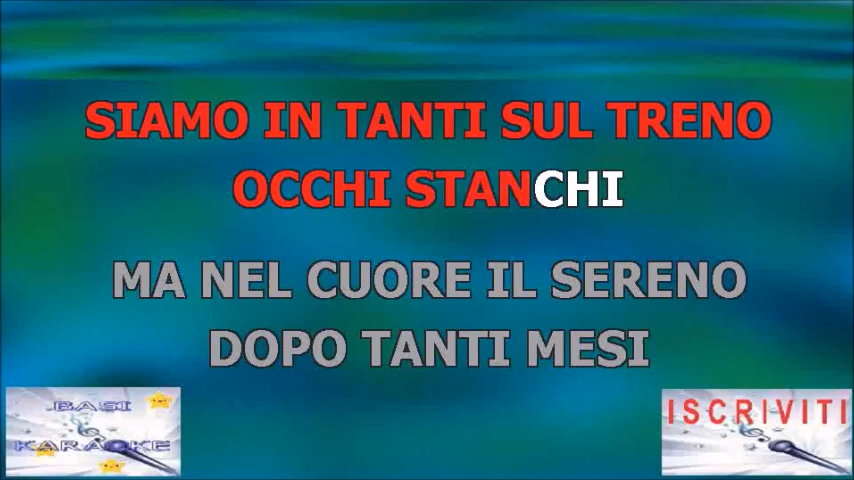 SIAMO IN TANTI SUL TRENO
OCCHI STANCHI
MA NEL CUORE IL SERENO
DOPO TANTI MESI
BASI
KARAOKE
ISCRIVITI